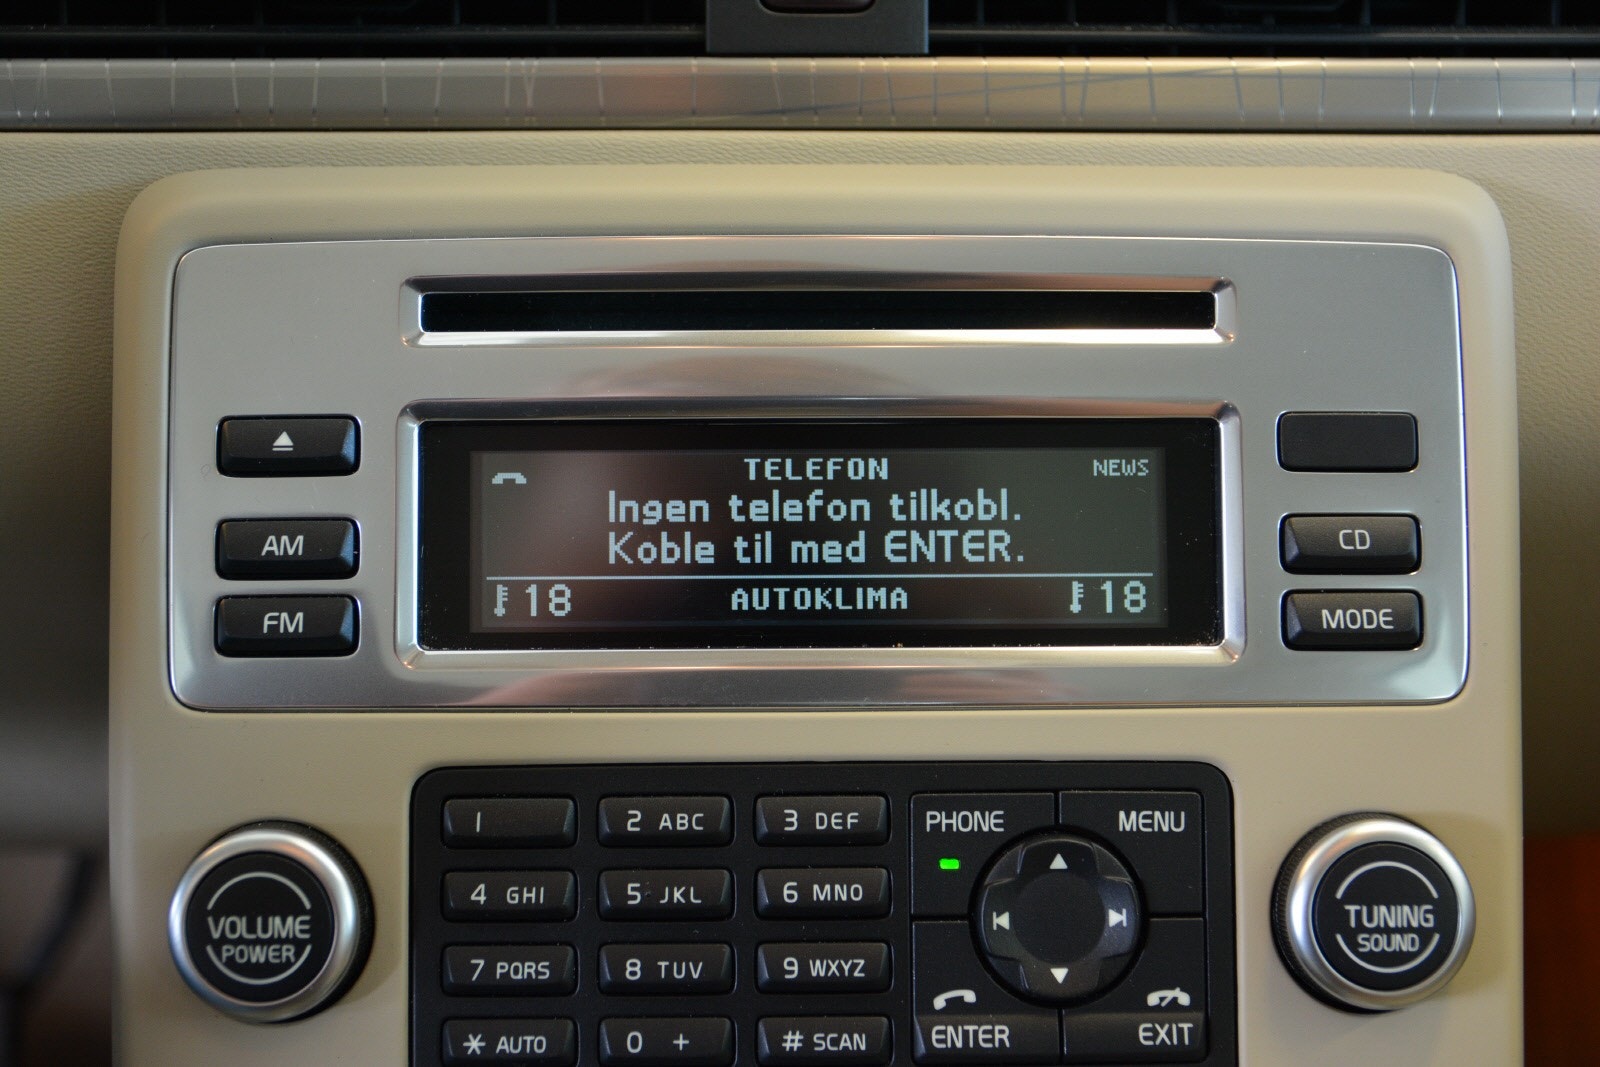 TELEFON NEWS
Ingen telefon tilkobl.
Koble til med ENTER.
18 AUTOKLIMA 18
AM
FM
CD
MODE
VOLUME
POWER
1 2 ABC 3 DEF
4 GHI 5 JKL 6 MNO
7 PQRS 8 TUV 9 WXYZ
* AUTO 0 + # SCAN
PHONE MENU
ENTER EXIT
TUNING
SOUND